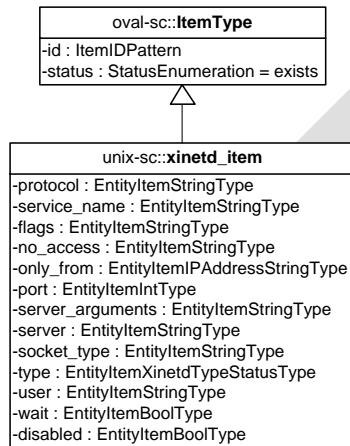 oval-sc::ItemType
-id : ItemIDPattern
-status : StatusEnumeration = exists
unix-sc::xinetd_item
-protocol : EntityItemStringType
-service_name : EntityItemStringType
-flags : EntityItemStringType
-no_access : EntityItemStringType
-only_from : EntityItemIPAddressStringType
-port : EntityItemIntType
-server_arguments : EntityItemStringType
-server : EntityItemStringType
-socket_type : EntityItemStringType
-type : EntityItemXinetdTypeStatusType
-user : EntityItemStringType
-wait : EntityItemBoolType
-disabled : EntityItemBoolType